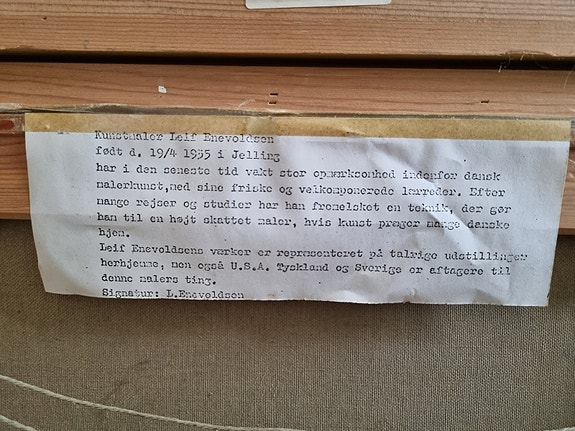 Kunstmaler Leif Enevoldsen
født d. 19/4 1935 i Jelling
har i den seneste tid vakt stor opmærksomhed indenfor dansk
malerkunst,med sine friske og velkomponerede lærreder. Efter
mange rejser og studier har han fremelsket en teknik, der gør
han til en højt skattet maler, hvis kunst præger mange danske
hjem.
Leif Enevoldsens værker er repræsenteret på talrige udstillinger
herhjemme, men også U.S.A. Tyskland og Sverige er aftagere til
denne malers ting.
Signatur: L.Enevoldsen